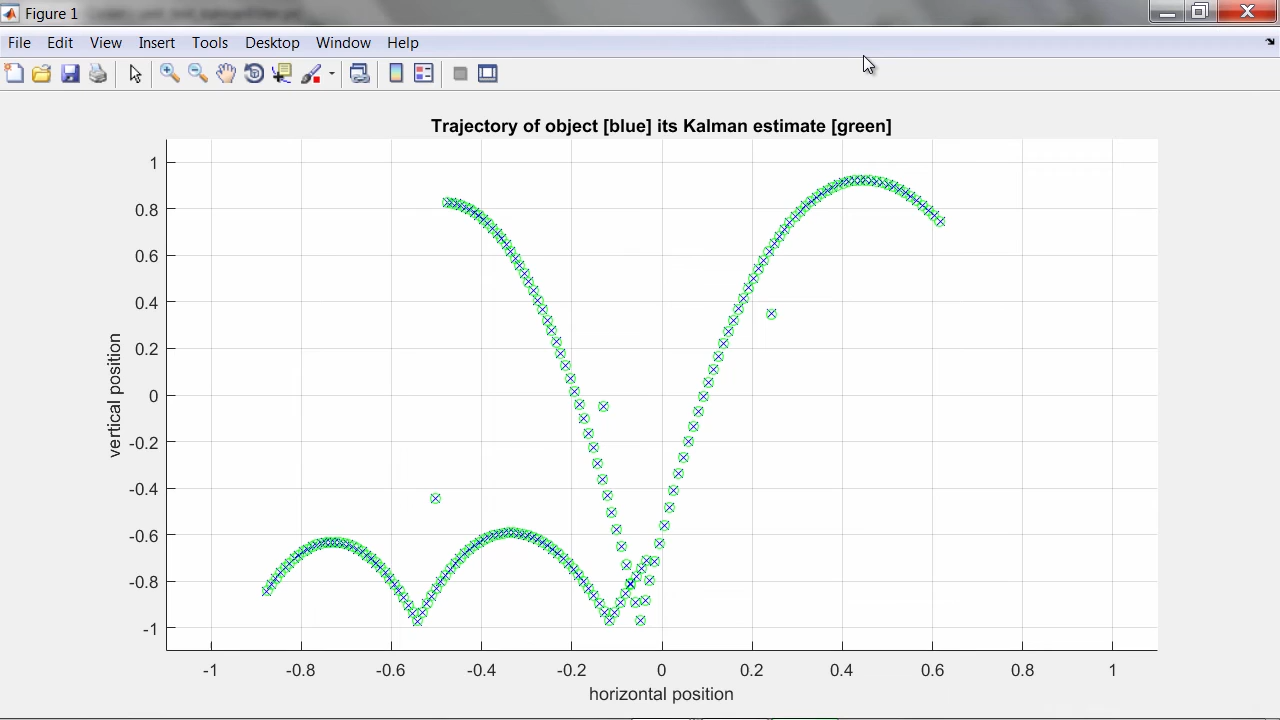 Figure 1
File Edit View Insert Tools Desktop Window Help
Trajectory of object [blue] its Kalman estimate [green]
vertical position
1
0.8
0.6
0.4
0.2
0
-0.2
-0.4
-0.6
-0.8
-1
-1 -0.8 -0.6 -0.4 -0.2 0 0.2 0.4 0.6 0.8 1
horizontal position